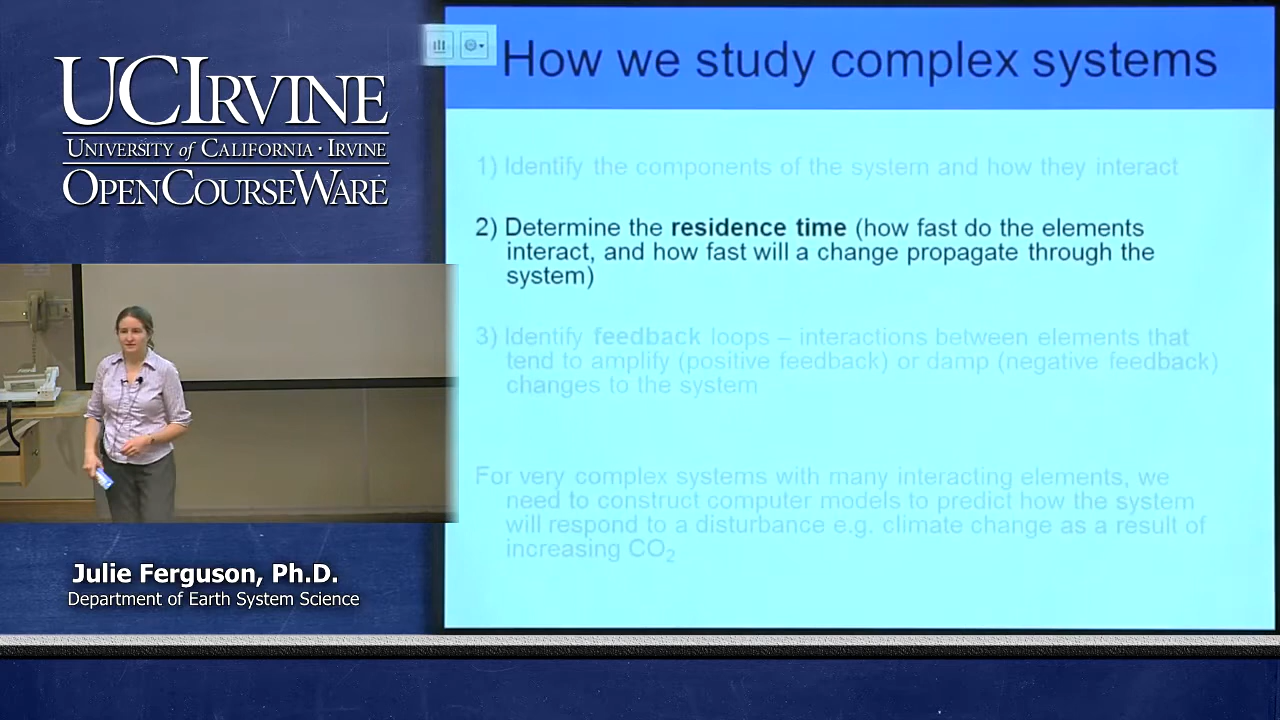 UCIRVINE
UNIVERSITY of CALIFORNIA · IRVINE
OPENCOURSEWARE
How we study complex systems
1) Identify the components of the system and how they interact
2) Determine the residence time (how fast do the elements
interact, and how fast will a change propagate through the
system)
3) Identify feedback loops – interactions between elements that
tend to amplify (positive feedback) or damp (negative feedback)
changes to the system
For very complex systems with many interacting elements, we
need to construct computer models to predict how the system
will respond to a disturbance e.g. climate change as a result of
increasing CO₂
Julie Ferguson, Ph.D.
Department of Earth System Science